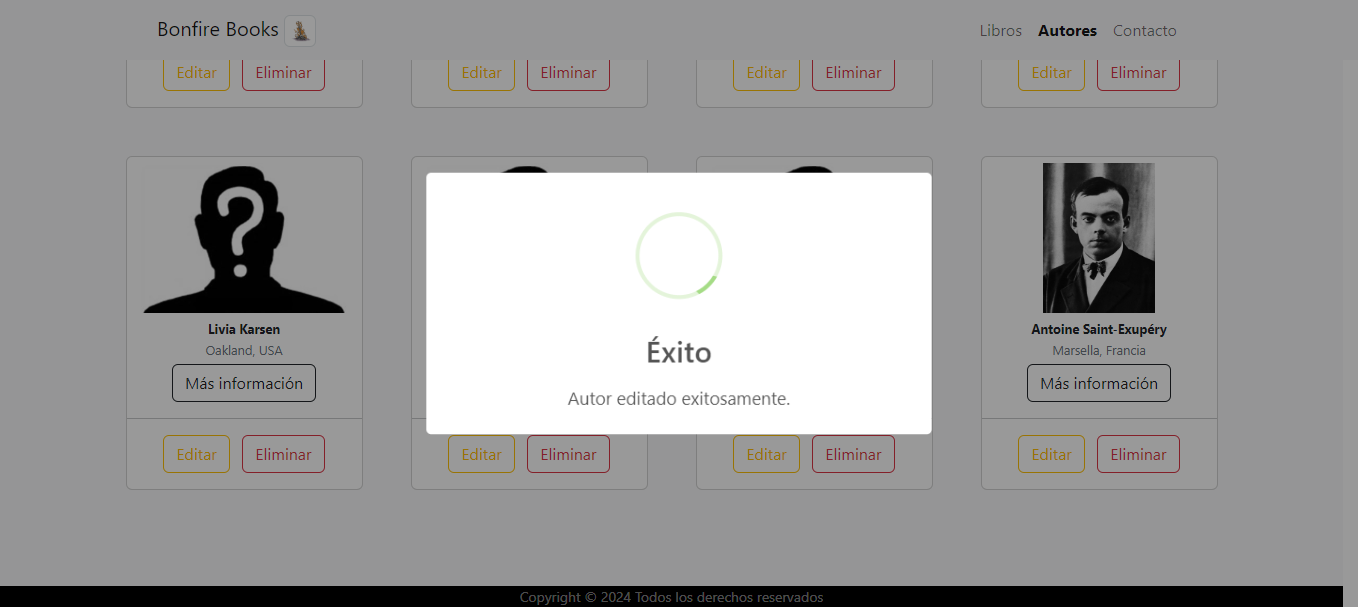 Bonfire Books
Libros Autores Contacto
Editar Eliminar Editar Eliminar Editar Eliminar Editar Eliminar
?
Éxito
Autor editado exitosamente.
Livia Karsen
Oakland, USA
Más información
Antoine Saint-Exupéry
Marsella, Francia
Más información
Editar Eliminar Editar Eliminar Editar Eliminar Editar Eliminar
Copyright © 2024 Todos los derechos reservados